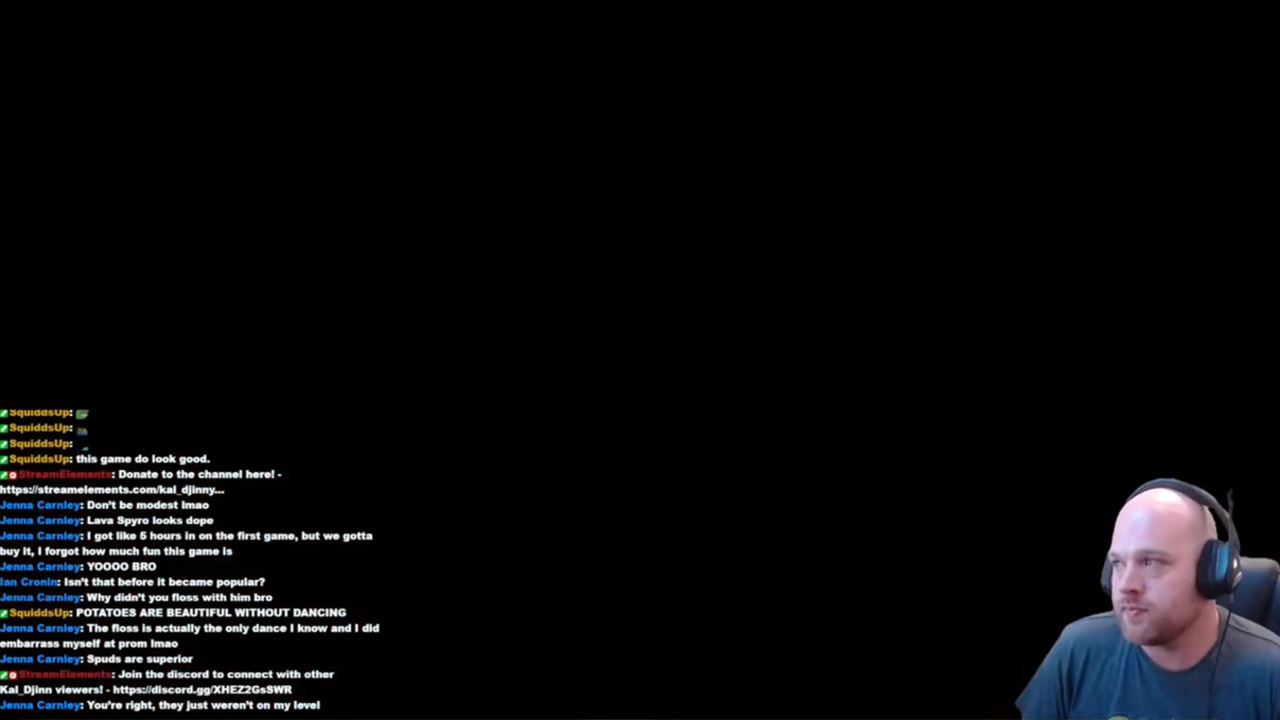 SquiddsUp:
SquiddsUp:
SquiddsUp:
SquiddsUp: this game do look good.
StreamElements: Donate to the channel here! -
https://streamelements.com/kai_djinny...
Jenna Carnley: Don't be modest lmao
Jenna Carnley: Lava Spyro looks dope
Jenna Carnley: I got like 5 hours in on the first game, but we gotta
buy it, I forgot how much fun this game is
Jenna Carnley: YOOOO BRO
Ian Cronin: Isn't that before it became popular?
Jenna Carnley: Why didn't you floss with him bro
SquiddsUp: POTATOES ARE BEAUTIFUL WITHOUT DANCING
Jenna Carnley: The floss is actually the only dance I know and I did
embarrass myself at prom lmao
Jenna Carnley: Spuds are superior
StreamElements: Join the discord to connect with other
Kai_Djinn viewers! - https://discord.gg/XHEZ2GsSWR
Jenna Carnley: You're right, they just weren't on my level